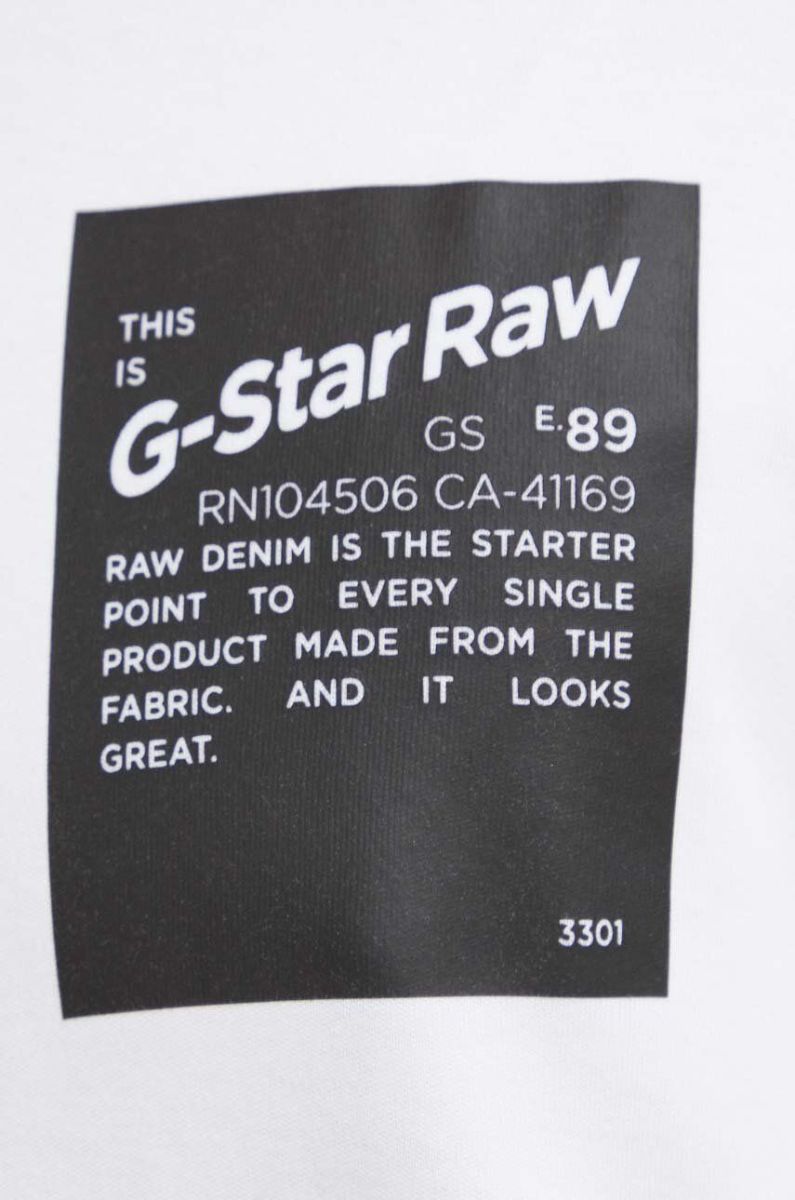 THIS
IS
G-Star Raw
GS E.89
RN104506 CA-41169
RAW DENIM IS THE STARTER
POINT TO EVERY SINGLE
PRODUCT MADE FROM THE
FABRIC. AND IT LOOKS
GREAT.
3301